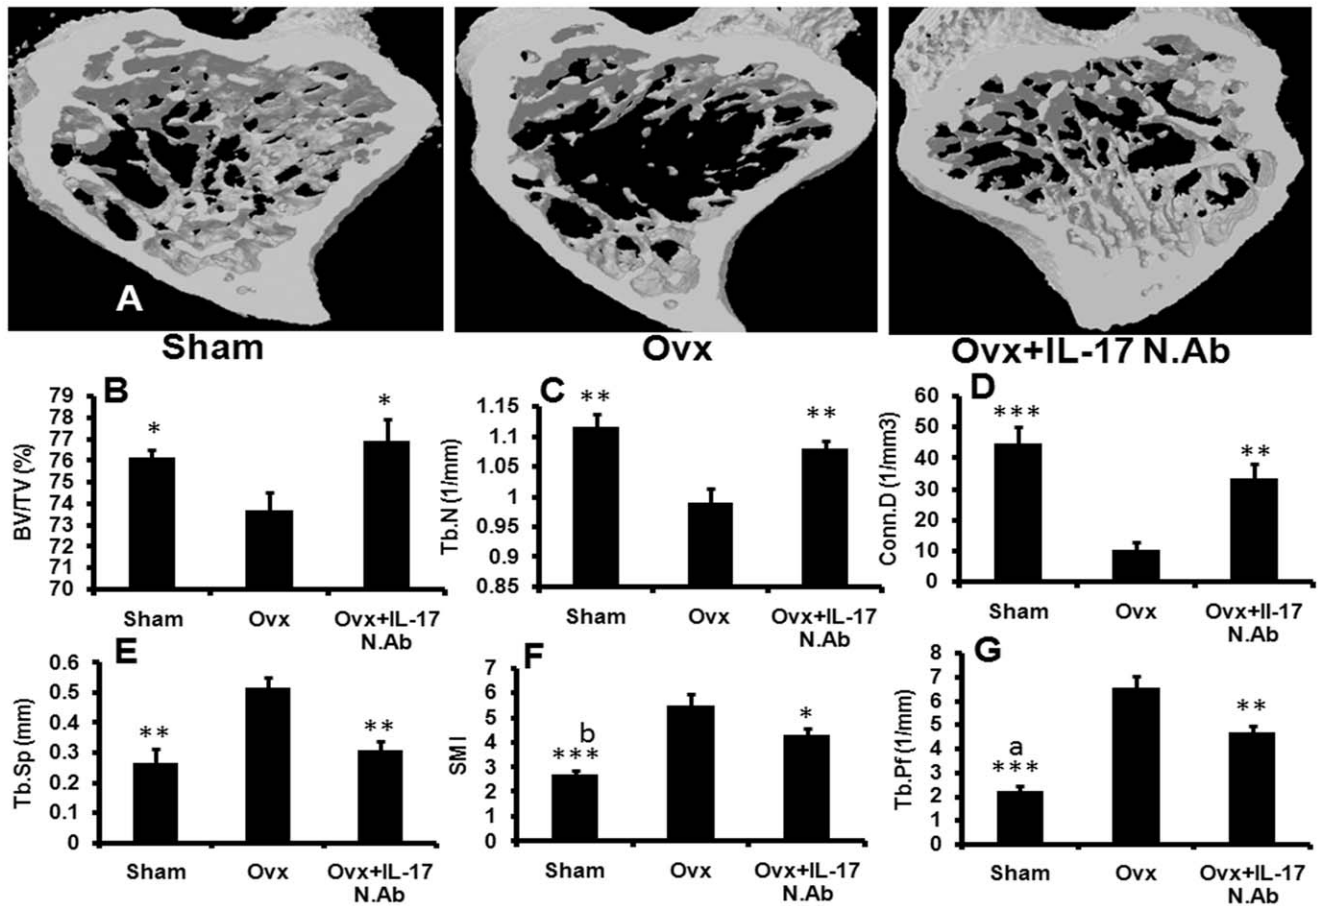 A
Sham
Ovx
Ovx+IL-17 N.Ab
B
BV/TV (%)
79
78
77
76
75
74
73
72
71
70
*
*
Sham
Ovx
Ovx+IL-17
N.Ab
C
Tb.N (1/mm)
1.15
1.1
1.05
1
0.95
0.9
0.85
**
**
Sham
Ovx
Ovx+IL-17
N.Ab
D
Conn.D (1/mm3)
60
50
40
30
20
10
0
***
**
Sham
Ovx
Ovx+Il-17
N.Ab
E
Tb.Sp (mm)
0.6
0.5
0.4
0.3
0.2
0.1
0
**
**
Sham
Ovx
Ovx+IL-17
N.Ab
F
SMI
7
6
5
4
3
2
1
0
b
***
*
Sham
Ovx
Ovx+IL-17
N.Ab
G
Tb.Pf (1/mm)
8
7
6
5
4
3
2
1
0
a
***
**
Sham
Ovx
Ovx+IL-17
N.Ab